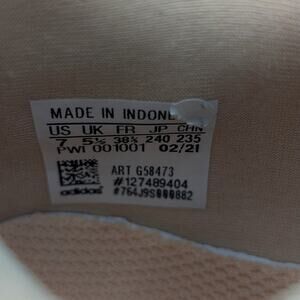 MADE IN INDONE
US UK FR JP CHN
7 5½ 38⅔ 240 235
PWI 001001 02/21
ART G58473
#127489404
adidas #764J9S000882